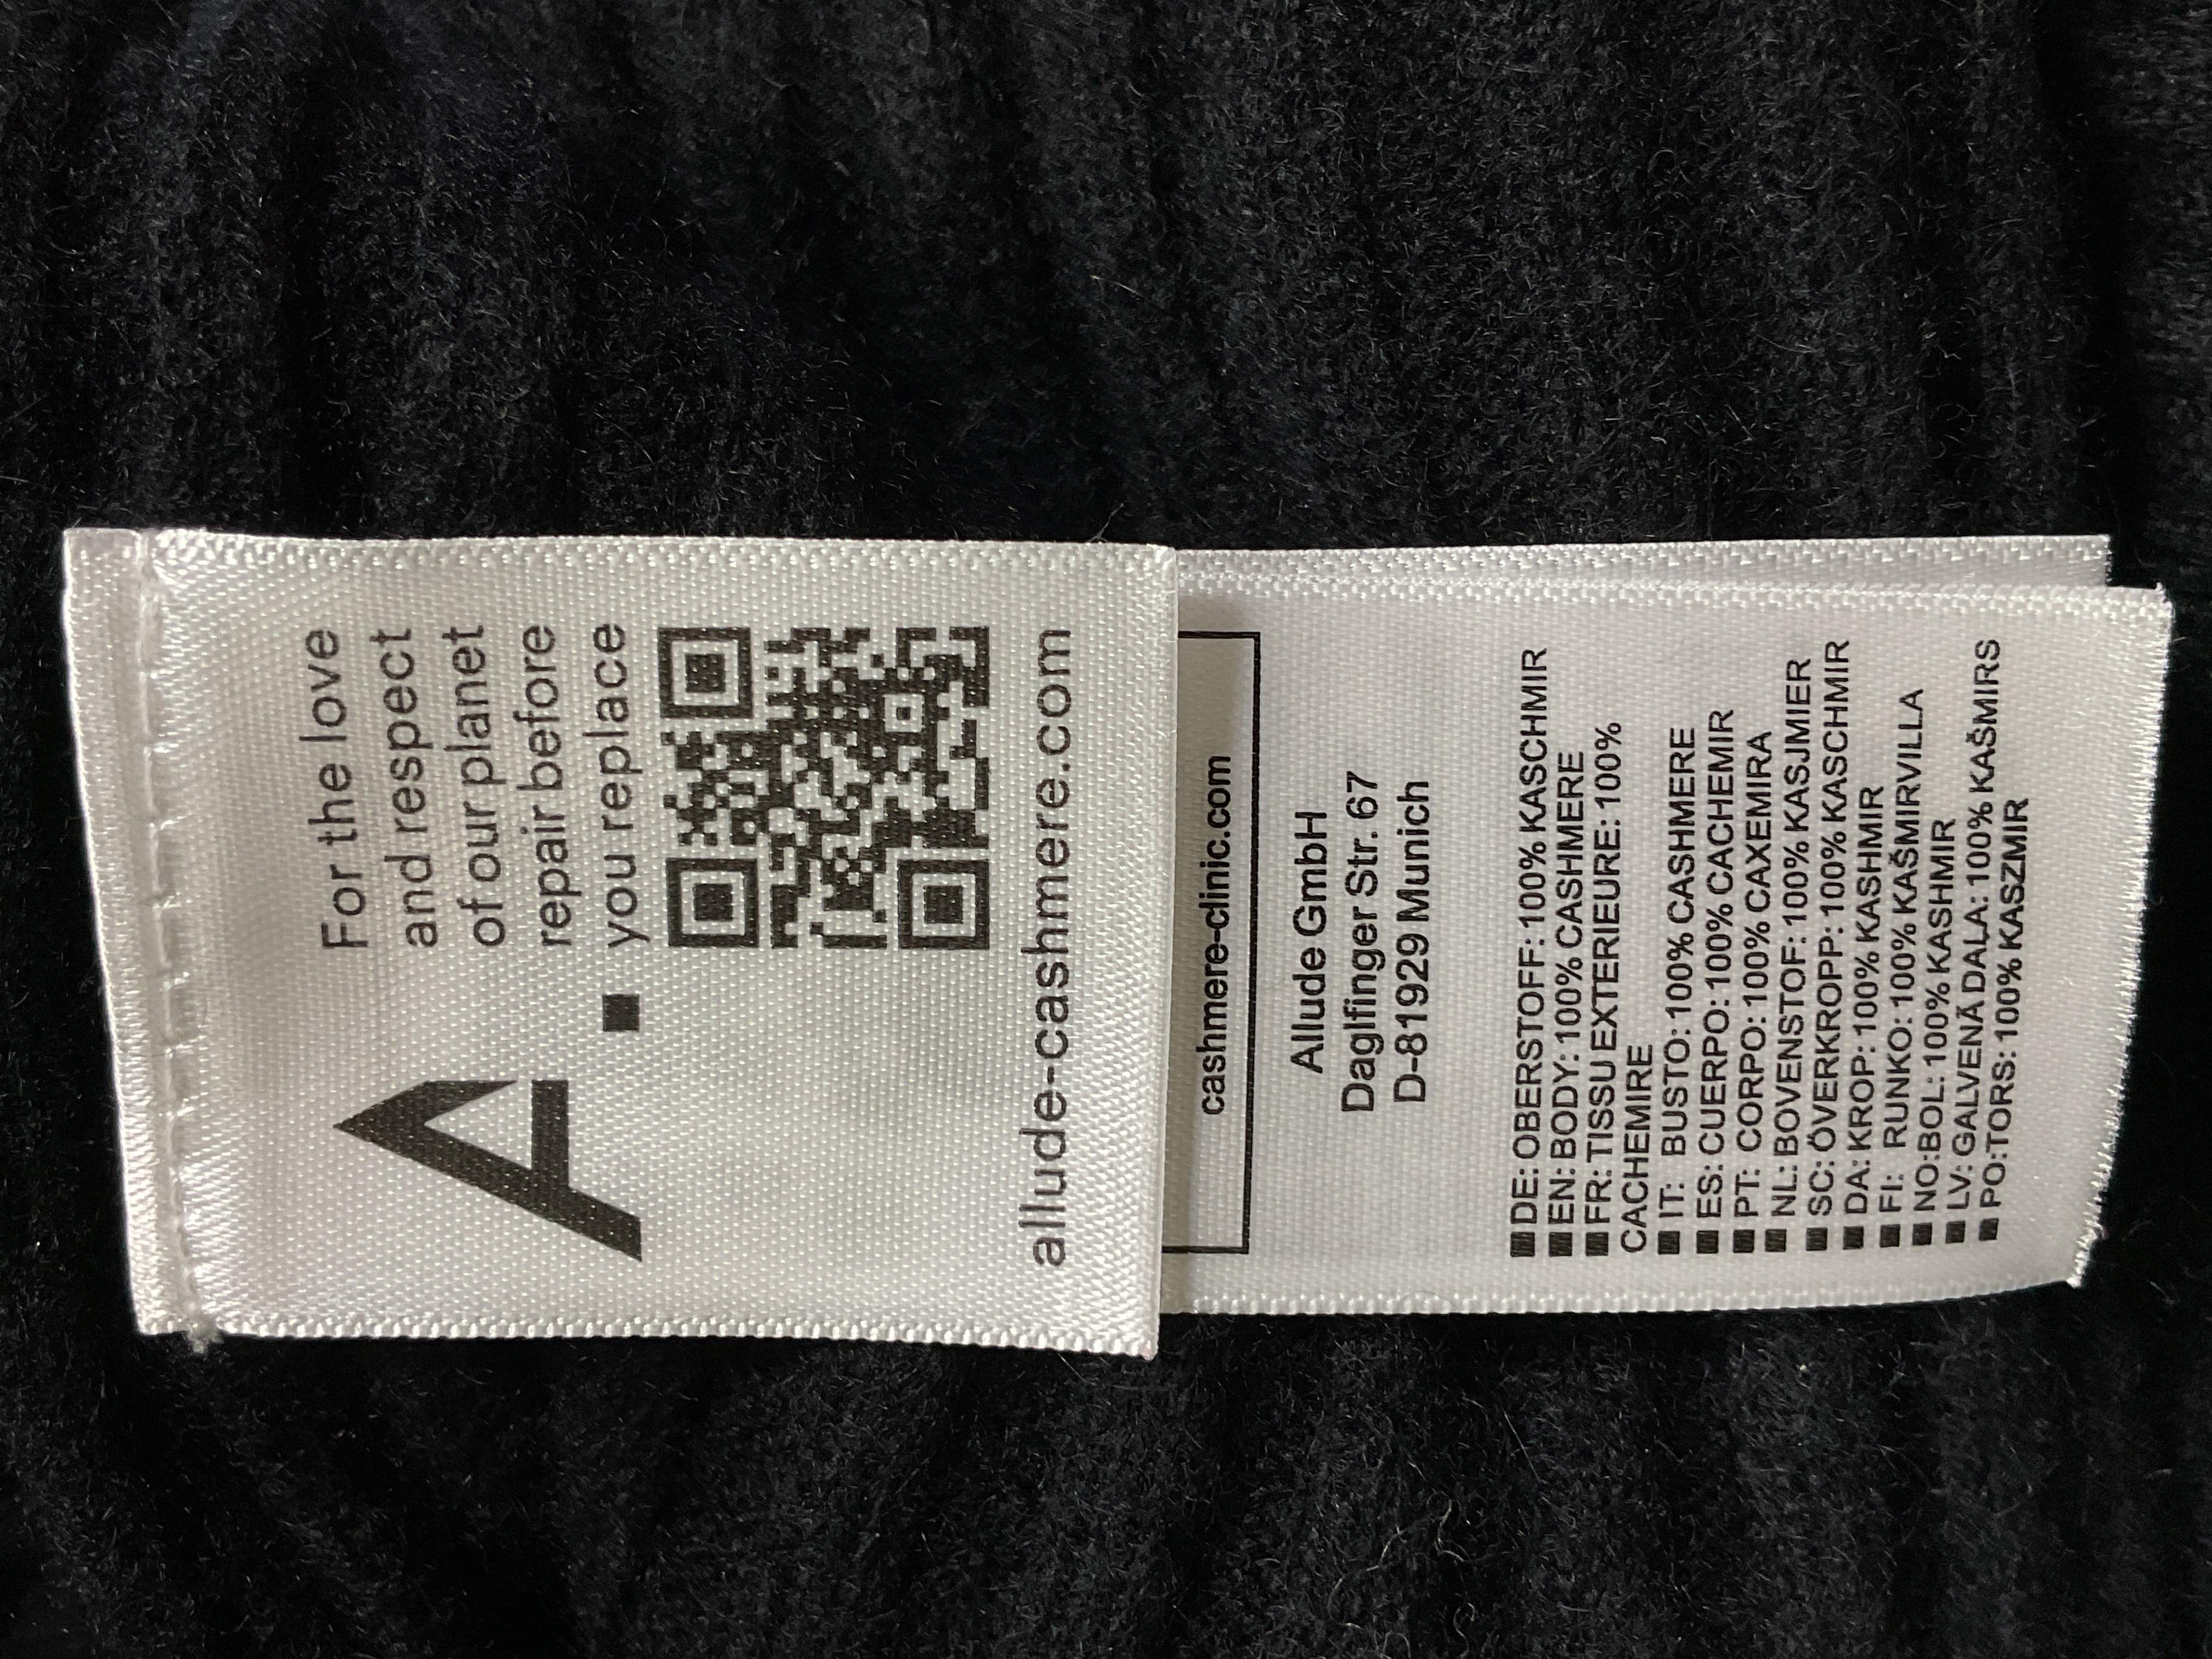 For the love
and respect
of our planet
repair before
you replace
A
allude-cashmere.com
cashmere-clinic.com
Allude GmbH
Daglfinger Str. 67
D-81929 Munich
DE: OBERSTOFF: 100% KASCHMIR
EN: BODY: 100% CASHMERE
FR: TISSU EXTERIEURE: 100%
CACHEMIRE
IT: BUSTO: 100% CASHMERE
ES: CUERPO: 100% CACHEMIR
PT: CORPO: 100% CAXEMIRA
NL: BOVENSTOF: 100% KASJMIER
SC: ÖVERKROPP: 100% KASCHMIR
DA: KROP: 100% KASHMIR
FI: RUNKO: 100% KAŠMIRVILLA
NO: BOL: 100% KASHMIR
LV: GALVENĀ DAĻA: 100% KAŠMIRS
PO: TORS: 100% KASZMIR